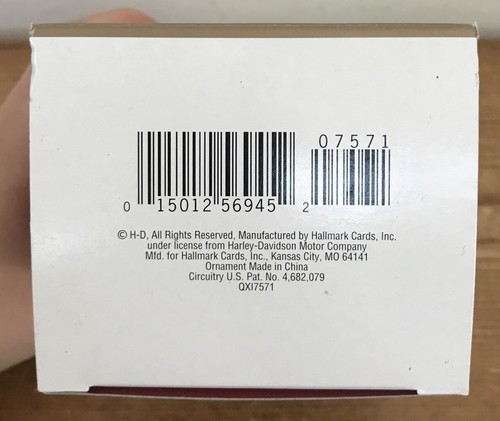 07571
0 15012 56945 2
© H-D, All Rights Reserved, Manufactured by Hallmark Cards, Inc.
under license from Harley-Davidson Motor Company
Mfd. for Hallmark Cards, Inc., Kansas City, MO 64141
Ornament Made in China
Circuitry U.S. Pat. No. 4,682,079
QXI7571